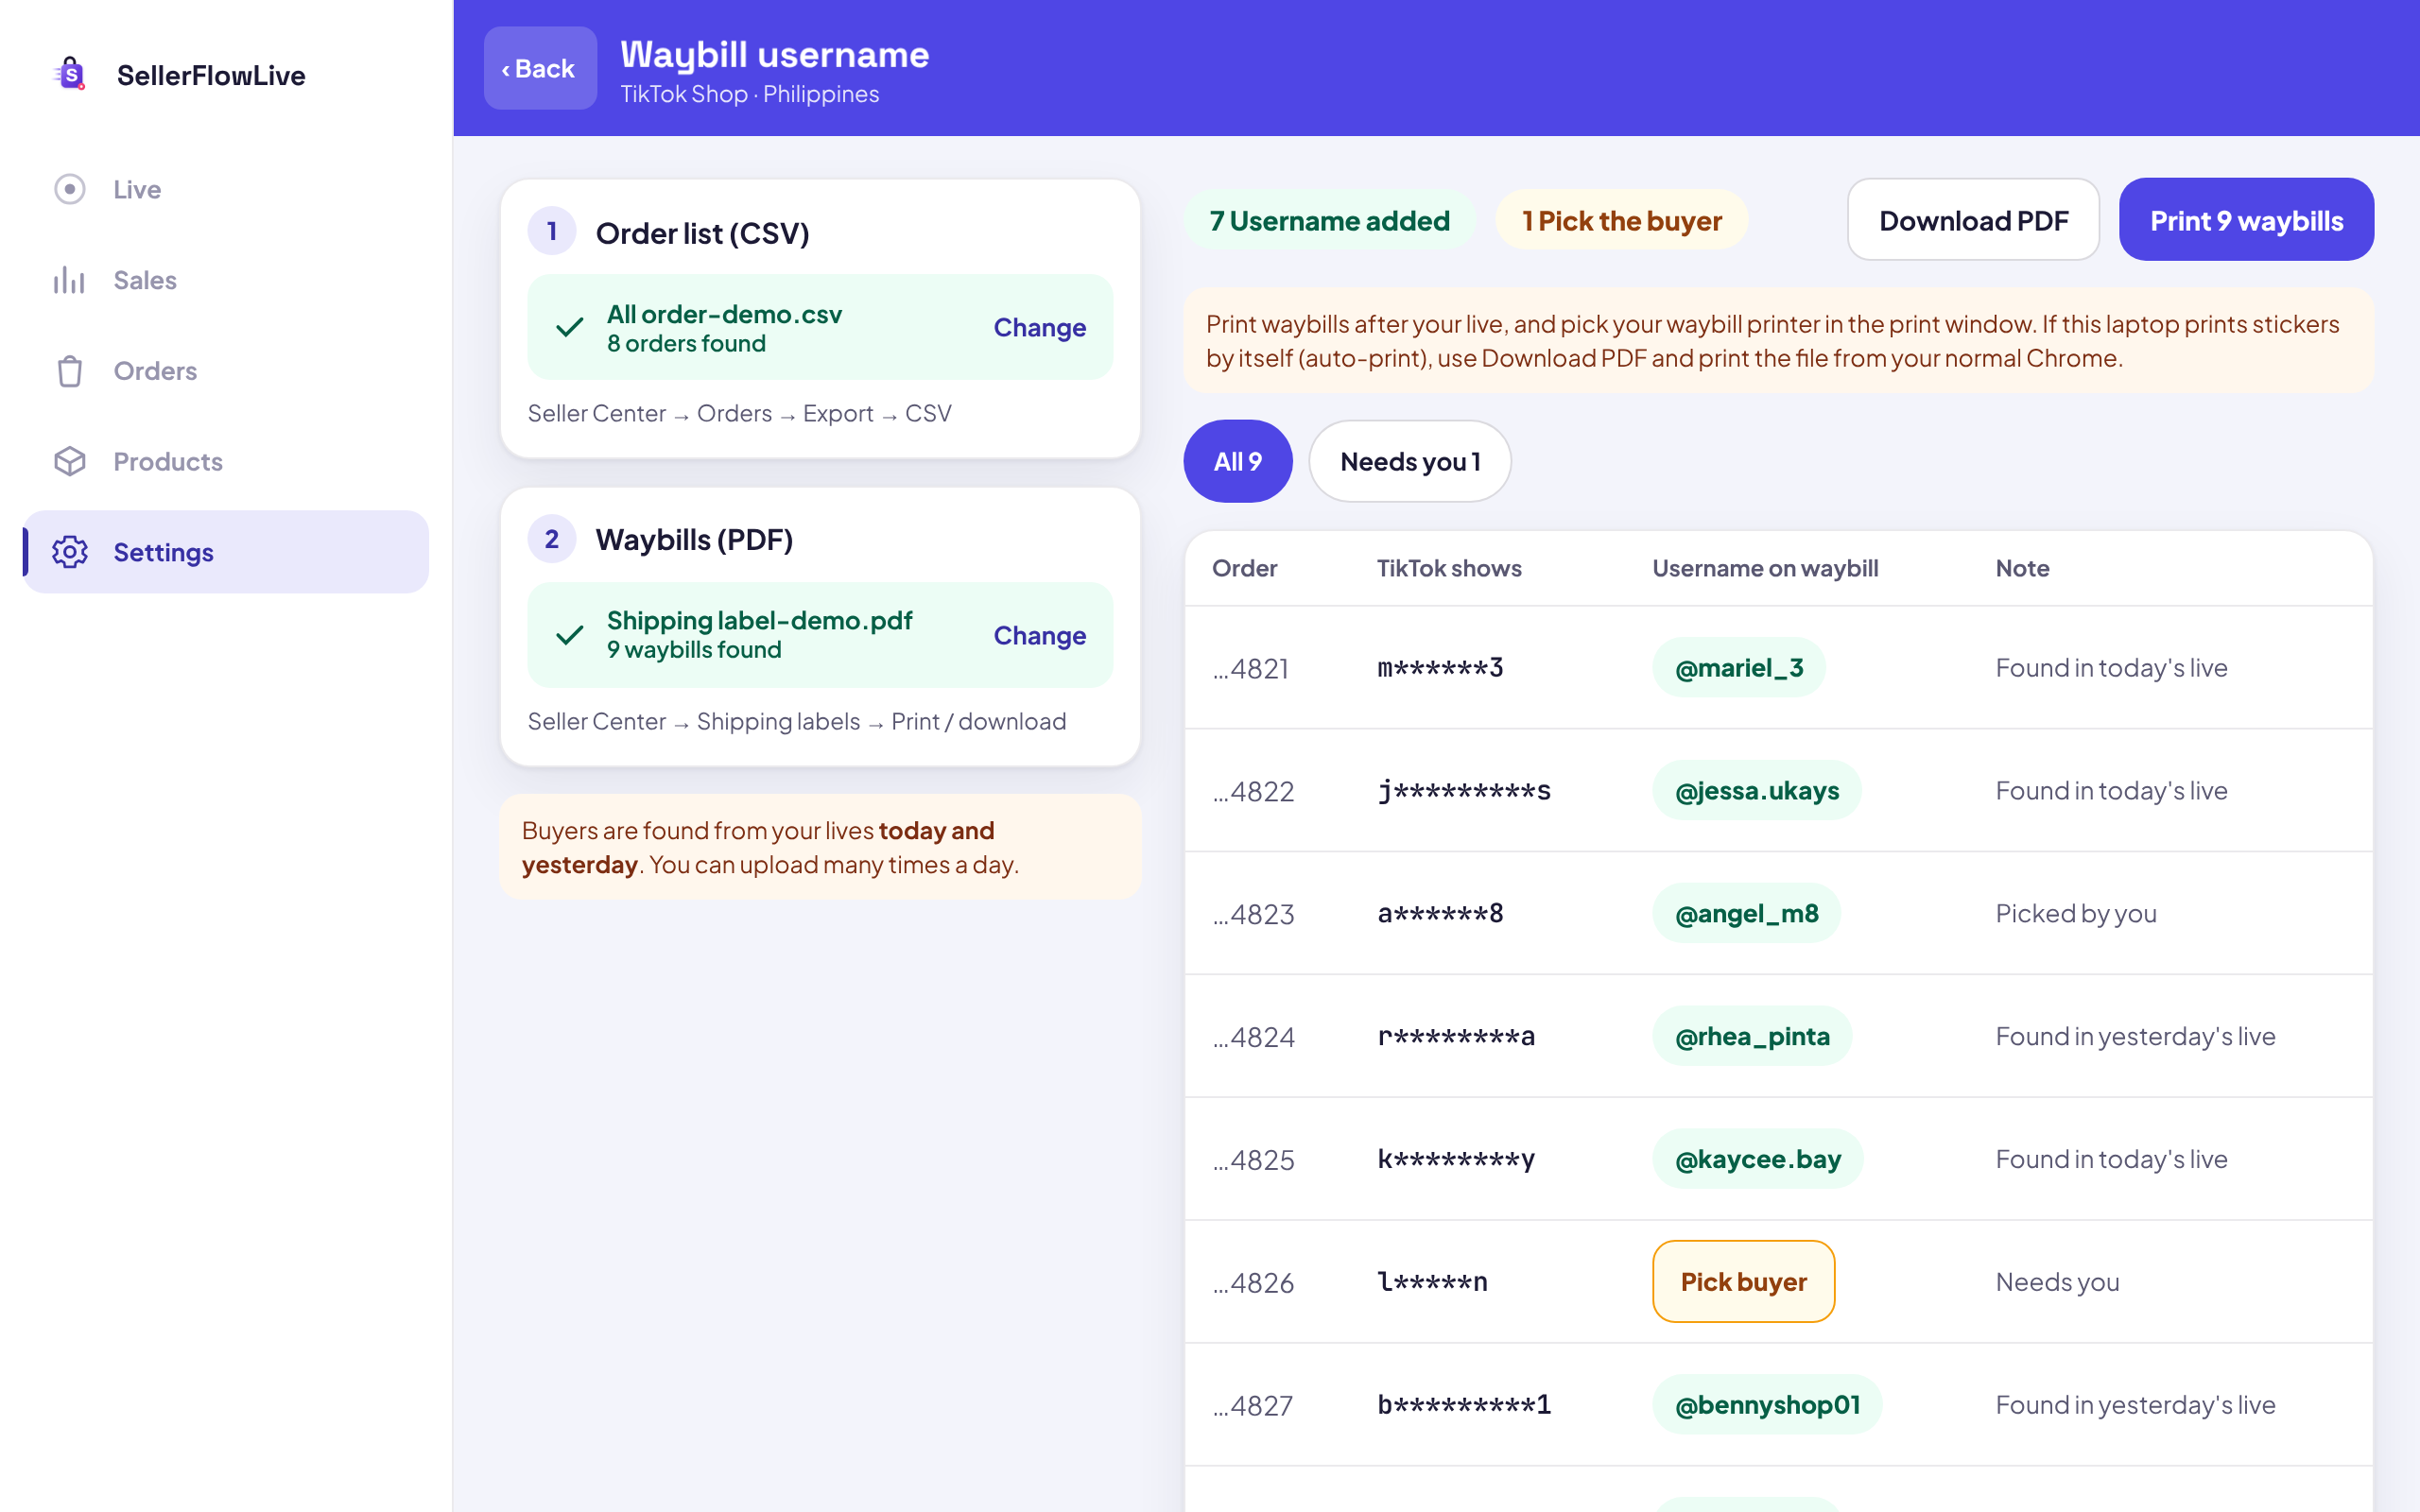 SellerFlowLive
Live
Sales
Orders
Products
Settings
‹ Back
Waybill username
TikTok Shop · Philippines
1
Order list (CSV)
All order-demo.csv
8 orders found
Change
Seller Center → Orders → Export → CSV
2
Waybills (PDF)
Shipping label-demo.pdf
9 waybills found
Change
Seller Center → Shipping labels → Print / download
Buyers are found from your lives today and
yesterday. You can upload many times a day.
7 Username added
1 Pick the buyer
Download PDF
Print 9 waybills
Print waybills after your live, and pick your waybill printer in the print window. If this laptop prints stickers
by itself (auto-print), use Download PDF and print the file from your normal Chrome.
All 9
Needs you 1
Order TikTok shows Username on waybill Note
...4821 m******3 @mariel_3 Found in today's live
...4822 j*********s @jessa.ukays Found in today's live
...4823 a******8 @angel_m8 Picked by you
...4824 r********a @rhea_pinta Found in yesterday's live
...4825 k********y @kaycee.bay Found in today's live
...4826 l*****n Pick buyer Needs you
...4827 b*********1 @bennyshop01 Found in yesterday's live